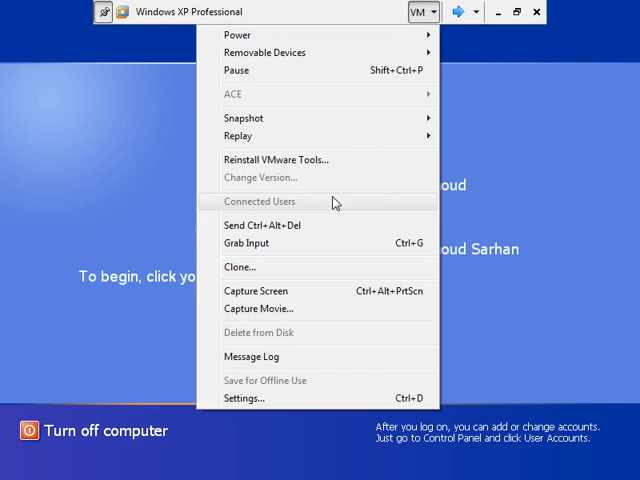 Windows XP Professional
VM
Power
Removable Devices
Pause Shift+Ctrl+P
ACE
Snapshot
Replay
Reinstall VMware Tools...
Change Version...
Connected Users
Send Ctrl+Alt+Del
Grab Input Ctrl+G
Clone...
Capture Screen Ctrl+Alt+PrtScn
Capture Movie...
Delete from Disk
Message Log
Save for Offline Use
Settings... Ctrl+D
oud
oud Sarhan
To begin, click yo
Turn off computer
After you log on, you can add or change accounts.
Just go to Control Panel and click User Accounts.